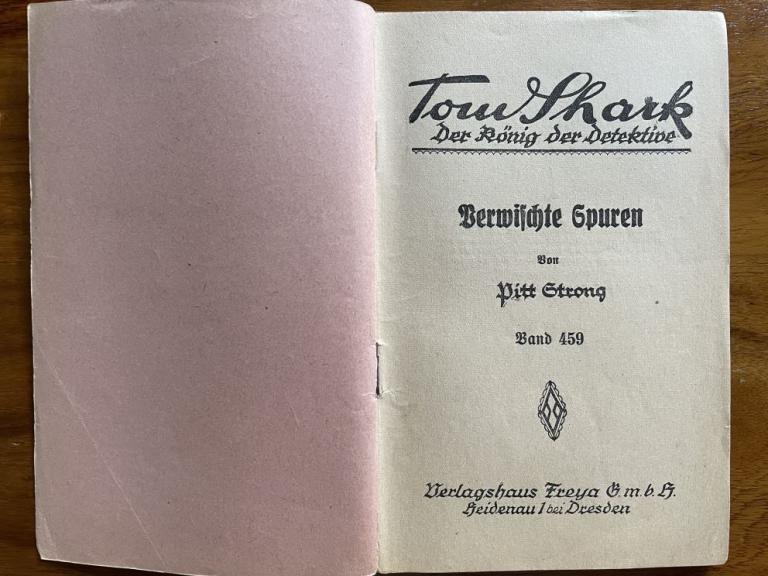 Tom Shark
Der König der Detektive
Verwischte Spuren
Von
Pitt Strong
Band 459
Verlagshaus Freya G. m. b. H.
Heidenau 1 bei Dresden